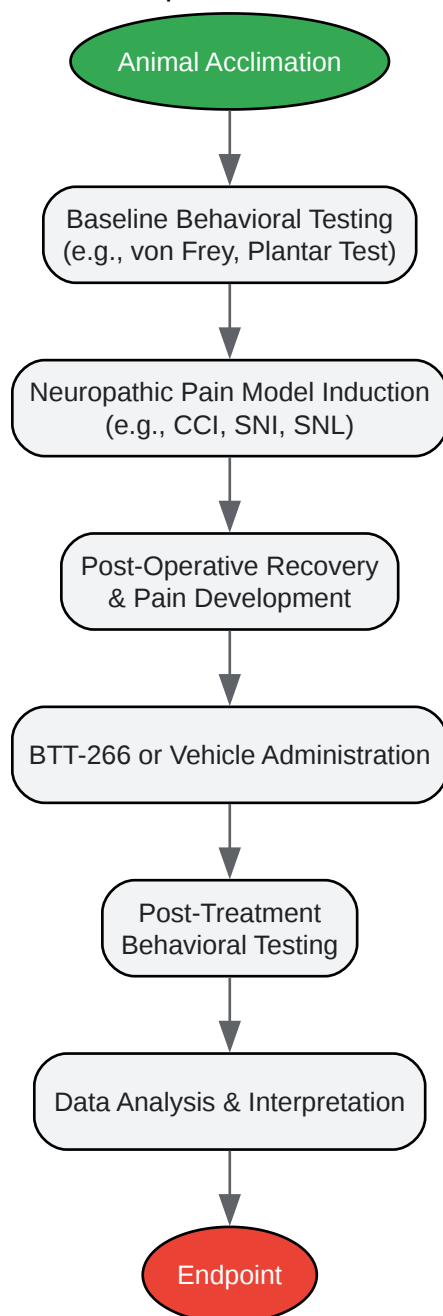 Animal Acclimation
Baseline Behavioral Testing
(e.g., von Frey, Plantar Test)
Neuropathic Pain Model Induction
(e.g., CCI, SNI, SNL)
Post-Operative Recovery
& Pain Development
BTT-266 or Vehicle Administration
Post-Treatment
Behavioral Testing
Data Analysis & Interpretation
Endpoint